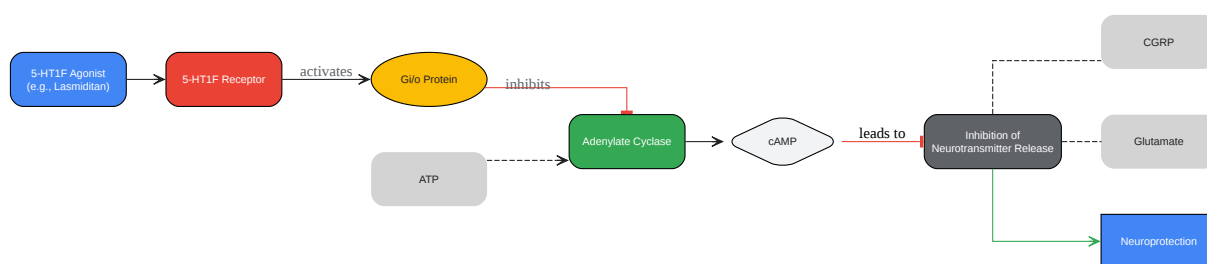 5-HT1F Agonist
(e.g., Lasmiditan)
5-HT1F Receptor
activates
Gi/o Protein
inhibits
ATP
Adenylate Cyclase
cAMP
leads to
Inhibition of
Neurotransmitter Release
CGRP
Glutamate
Neuroprotection